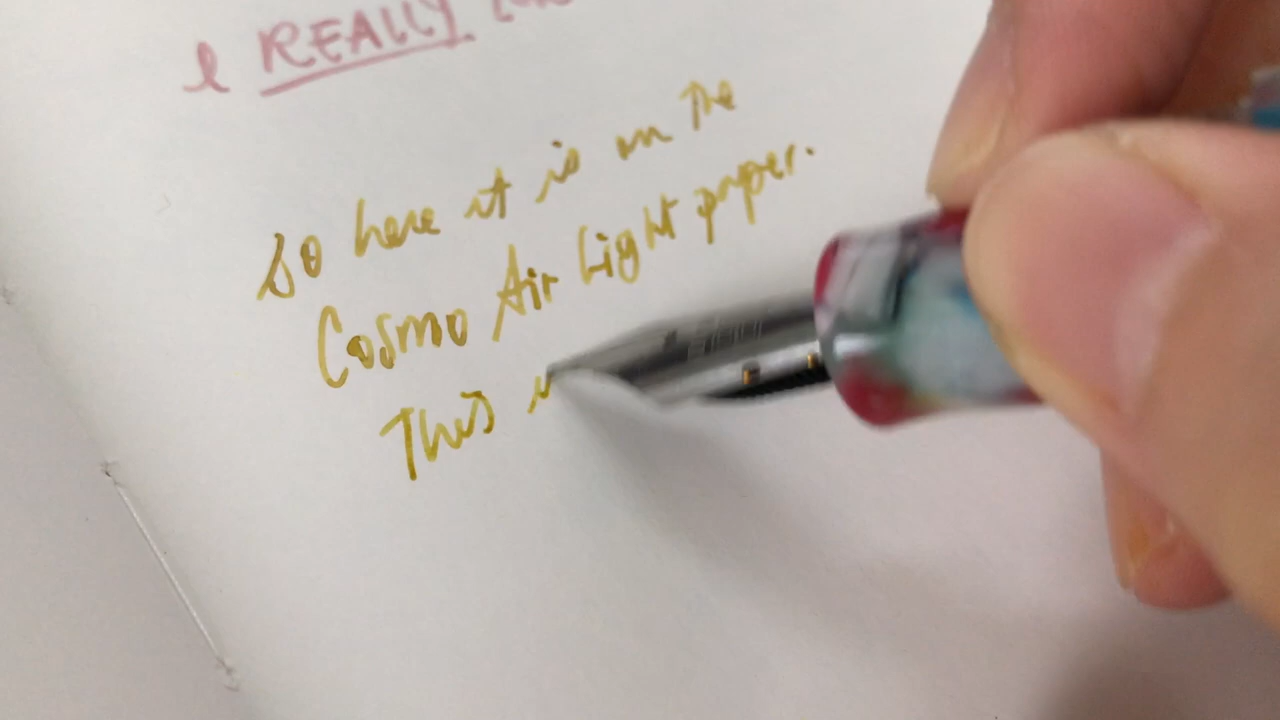 I REALLY
So here it is on the
Cosmo Air Light paper.
This i